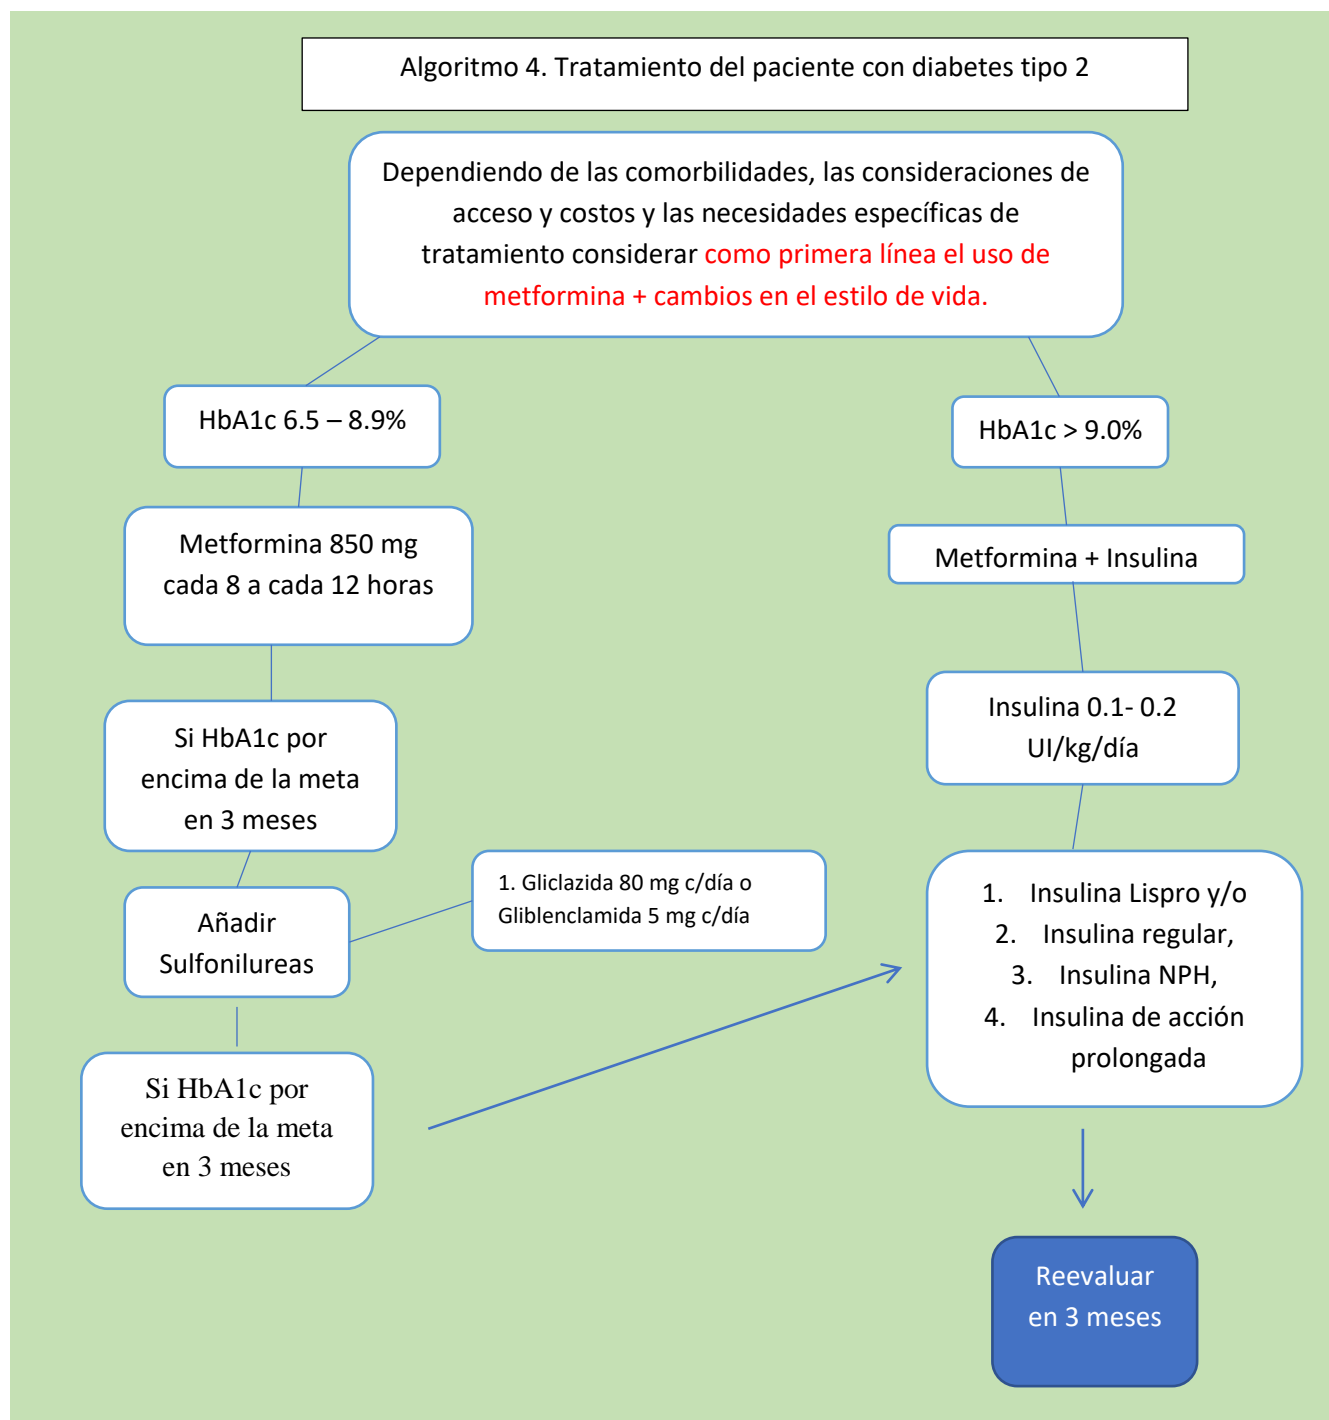 Algoritmo 4. Tratamiento del paciente con diabetes tipo 2
Dependiendo de las comorbilidades, las consideraciones de
acceso y costos y las necesidades específicas de
tratamiento considerar como primera línea el uso de
metformina + cambios en el estilo de vida.
HbA1c 6.5 – 8.9%
Metformina 850 mg
cada 8 a cada 12 horas
Si HbA1c por
encima de la meta
en 3 meses
Añadir
Sulfonilureas
1. Gliclazida 80 mg c/día o
Gliblenclamida 5 mg c/día
Si HbA1c por
encima de la meta
en 3 meses
HbA1c > 9.0%
Metformina + Insulina
Insulina 0.1- 0.2
UI/kg/día
1. Insulina Lispro y/o
2. Insulina regular,
3. Insulina NPH,
4. Insulina de acción
prolongada
Reevaluar
en 3 meses